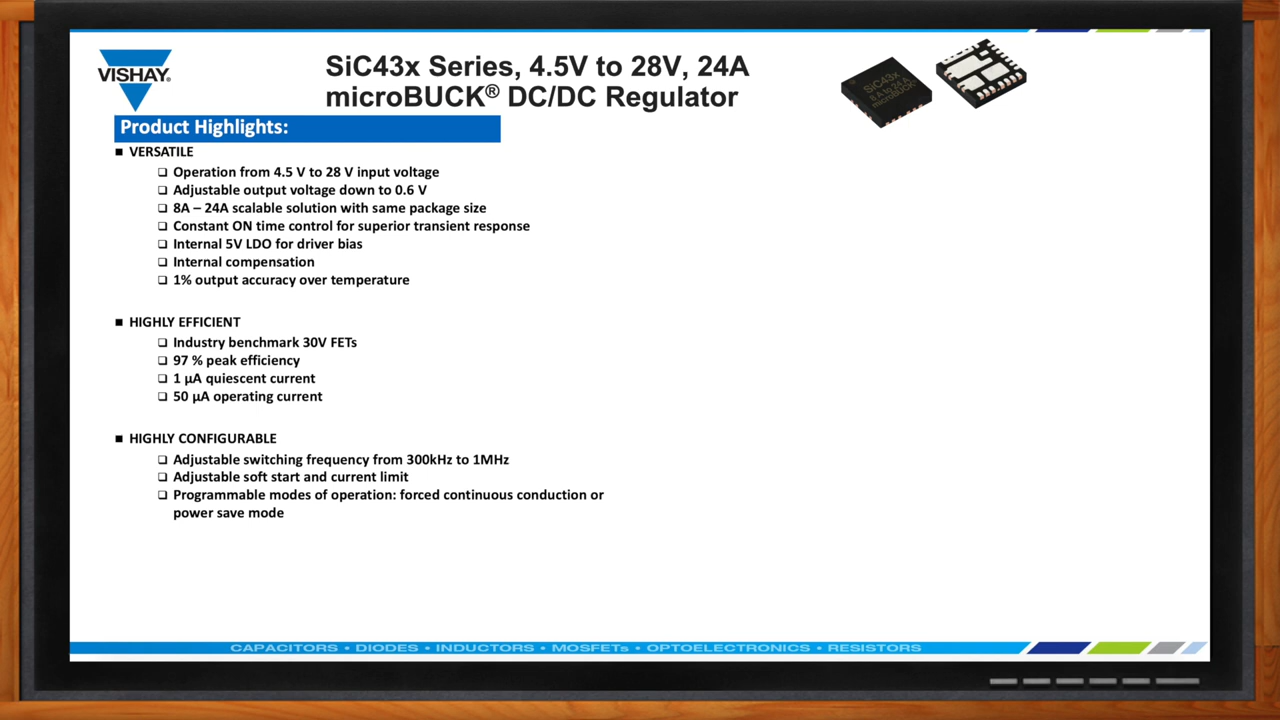 VISHAY®
SiC43x Series, 4.5V to 28V, 24A
microBUCK® DC/DC Regulator
SiC43x
8 A to 24 A
microBUCK®
Product Highlights:
■ VERSATILE
❑ Operation from 4.5 V to 28 V input voltage
❑ Adjustable output voltage down to 0.6 V
❑ 8A – 24A scalable solution with same package size
❑ Constant ON time control for superior transient response
❑ Internal 5V LDO for driver bias
❑ Internal compensation
❑ 1% output accuracy over temperature
■ HIGHLY EFFICIENT
❑ Industry benchmark 30V FETs
❑ 97 % peak efficiency
❑ 1 µA quiescent current
❑ 50 µA operating current
■ HIGHLY CONFIGURABLE
❑ Adjustable switching frequency from 300kHz to 1MHz
❑ Adjustable soft start and current limit
❑ Programmable modes of operation: forced continuous conduction or
power save mode
CAPACITORS • DIODES • INDUCTORS • MOSFETs • OPTOELECTRONICS • RESISTORS